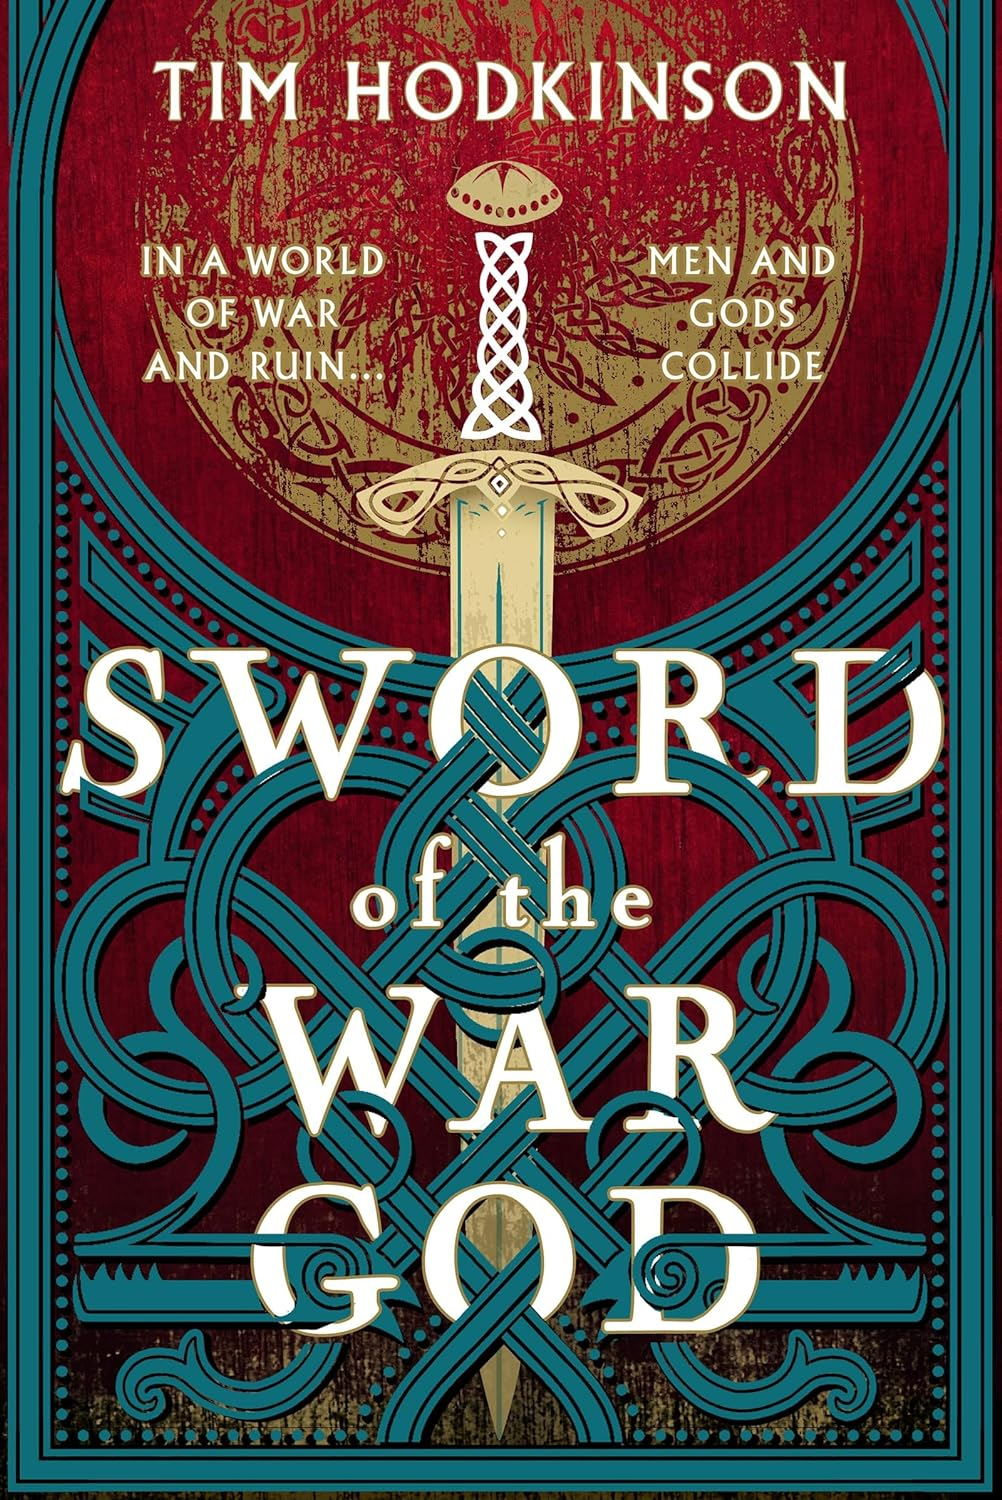 TIM HODKINSON
IN A WORLD
OF WAR
AND RUIN...
MEN AND
GODS
COLLIDE
SWORD
of the
WAR
GOD